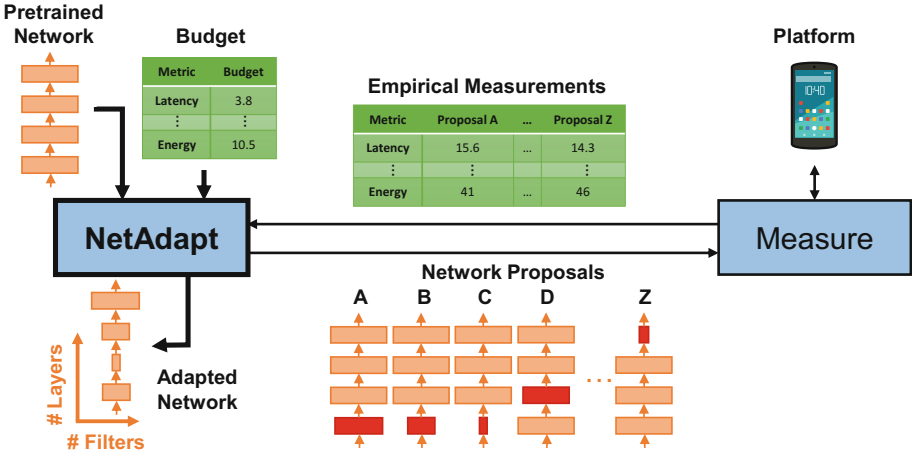 Pretrained
Network
Budget
Metric Budget
Latency 3.8
⋮ ⋮
Energy 10.5
Empirical Measurements
Metric Proposal A ... Proposal Z
Latency 15.6 ... 14.3
⋮ ⋮ ⋮
Energy 41 ... 46
Platform
10:40
NetAdapt
Measure
Network Proposals
A B C D Z
. . .
Adapted
Network
# Layers
# Filters